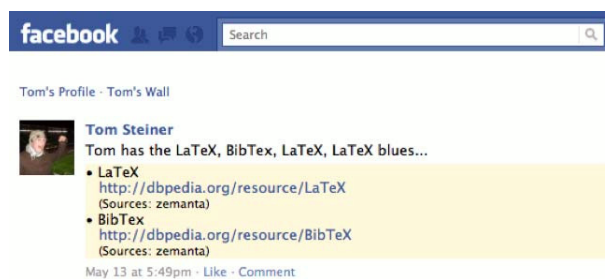 facebook Search
Tom's Profile · Tom's Wall
Tom Steiner
Tom has the LaTeX, BibTex, LaTeX, LaTeX blues...
• LaTeX
http://dbpedia.org/resource/LaTeX
(Sources: zemanta)
• BibTex
http://dbpedia.org/resource/BibTeX
(Sources: zemanta)
May 13 at 5:49pm · Like · Comment